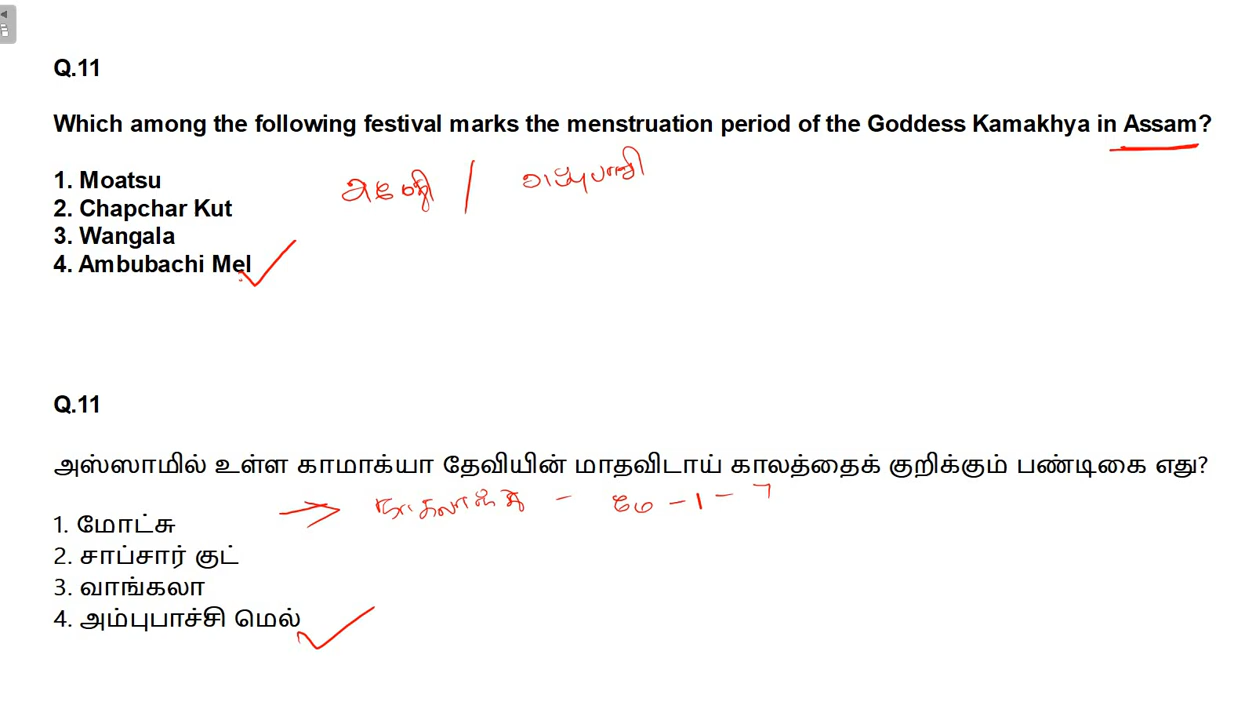 Q.11
Which among the following festival marks the menstruation period of the Goddess Kamakhya in Assam?
1. Moatsu
2. Chapchar Kut
3. Wangala
4. Ambubachi Mel
Q.11
அஸ்ஸாமில் உள்ள காமாக்யா தேவியின் மாதவிடாய் காலத்தைக் குறிக்கும் பண்டிகை எது?
மே - 1 - 7
1. மோட்சு
2. சாப்சார் குட்
3. வாங்கலா
4. அம்புபாச்சி மெல்